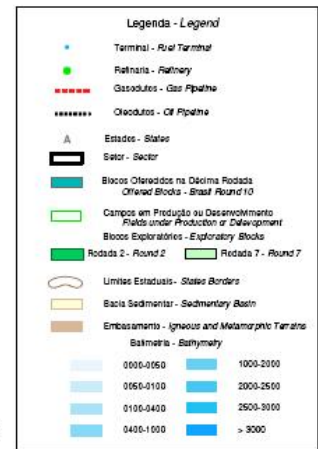 Legenda - Legend
Terminal - Fuel Terminal
Refinaria - Refinery
Gasodutos - Gas Pipeline
Oleodutos - Oil Pipeline
A Estados - States
Setor - Sector
Blocos Oferecidos na Décima Rodada
Offered Blocks - Brasil Round 10
Campos em Produção ou Desenvolvimento
Fields under Production or Delevopment
Blocos Exploratórios - Exploratory Blocks
Rodada 2 - Round 2 Rodada 7 - Round 7
Limites Estaduais - States Borders
Bacia Sedimentar - Sedimentary Basin
Embasamento - Igneous and Metamorphic Terrains
Batimetria - Bathymetry
0000-0050 1000-2000
0050-0100 2000-2500
0100-0400 2500-3000
0400-1000 > 3000